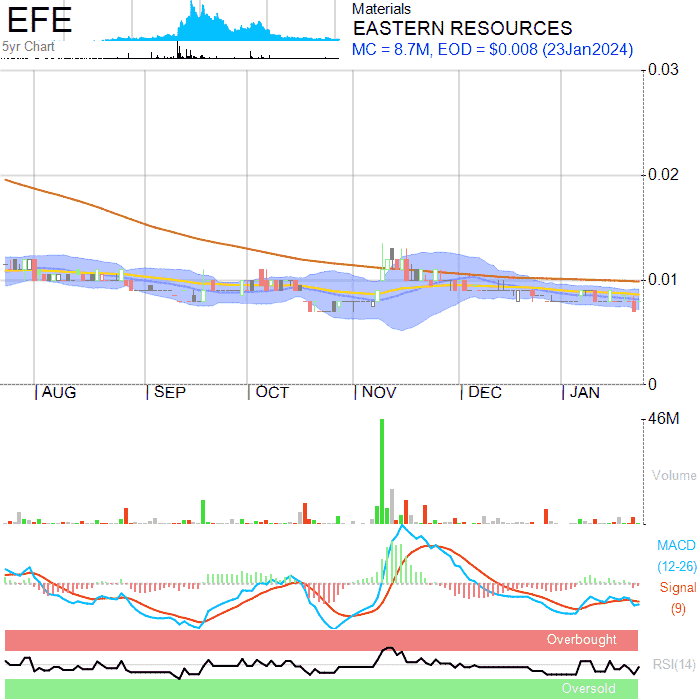 EFE
5yr Chart
Materials
EASTERN RESOURCES
MC = 8.7M, EOD = $0.008 (23Jan2024)
0.03
0.02
0.01
0
AUG
SEP
OCT
NOV
DEC
JAN
46M
Volume
MACD
(12-26)
Signal
(9)
Overbought
RSI(14)
Oversold